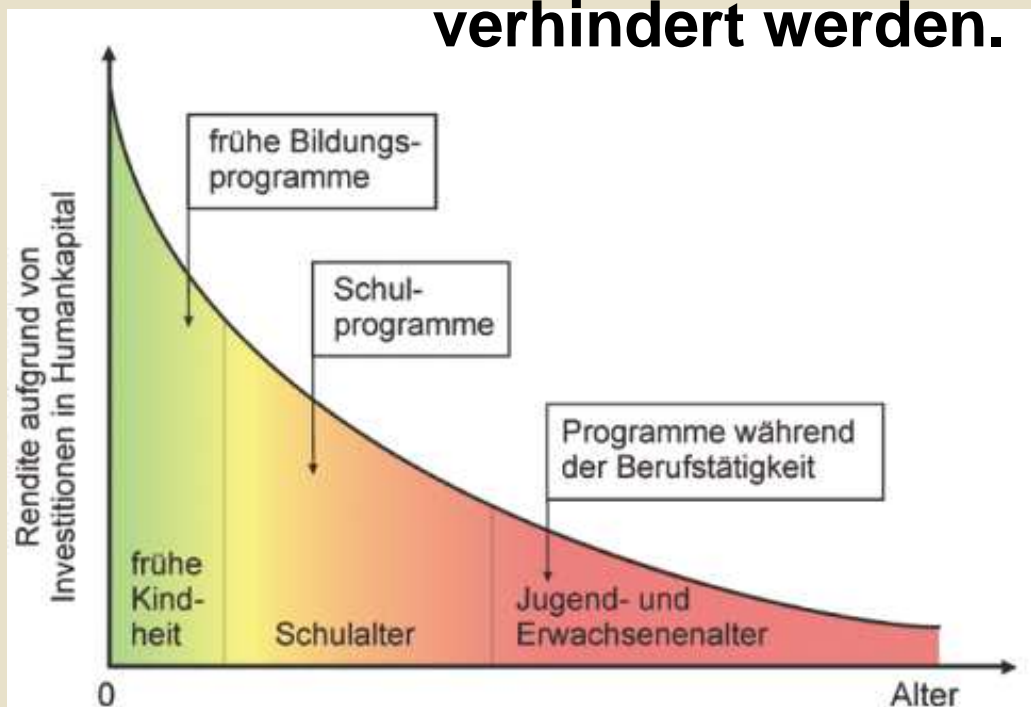 verhindert werden.
Rendite aufgrund von
Investitionen in Humankapital
frühe Bildungs-
programme
Schul-
programme
Programme während
der Berufstätigkeit
frühe
Kind-
heit
Schulalter
Jugend- und
Erwachsenenalter
0
Alter